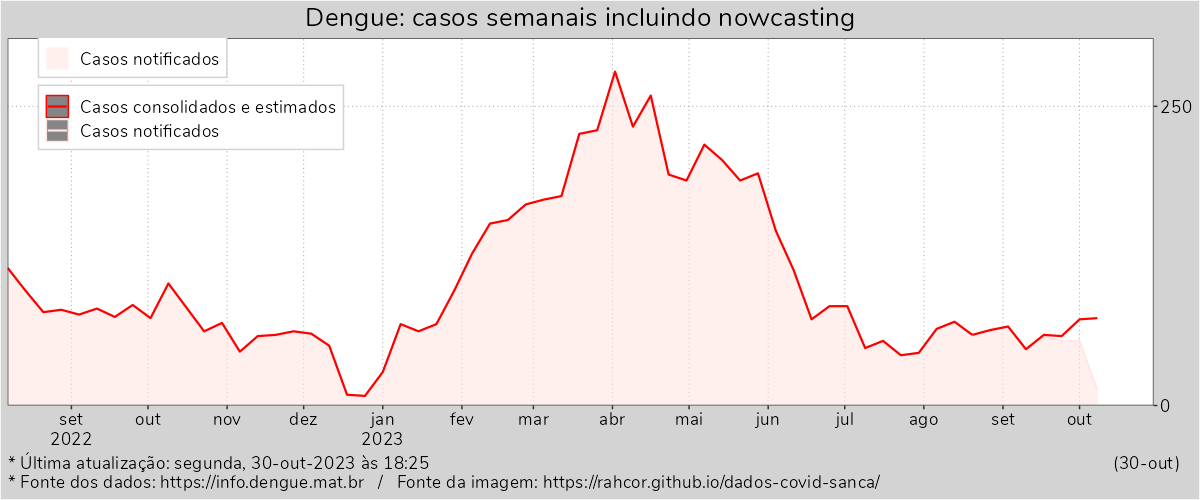 Dengue: casos semanais incluindo nowcasting
Casos notificados
Casos consolidados e estimados
Casos notificados
250
0
set out nov dez jan fev mar abr mai jun jul ago set out
2022 2023
* Última atualização: segunda, 30-out-2023 às 18:25 (30-out)
* Fonte dos dados: https://info.dengue.mat.br / Fonte da imagem: https://rahcor.github.io/dados-covid-sanca/